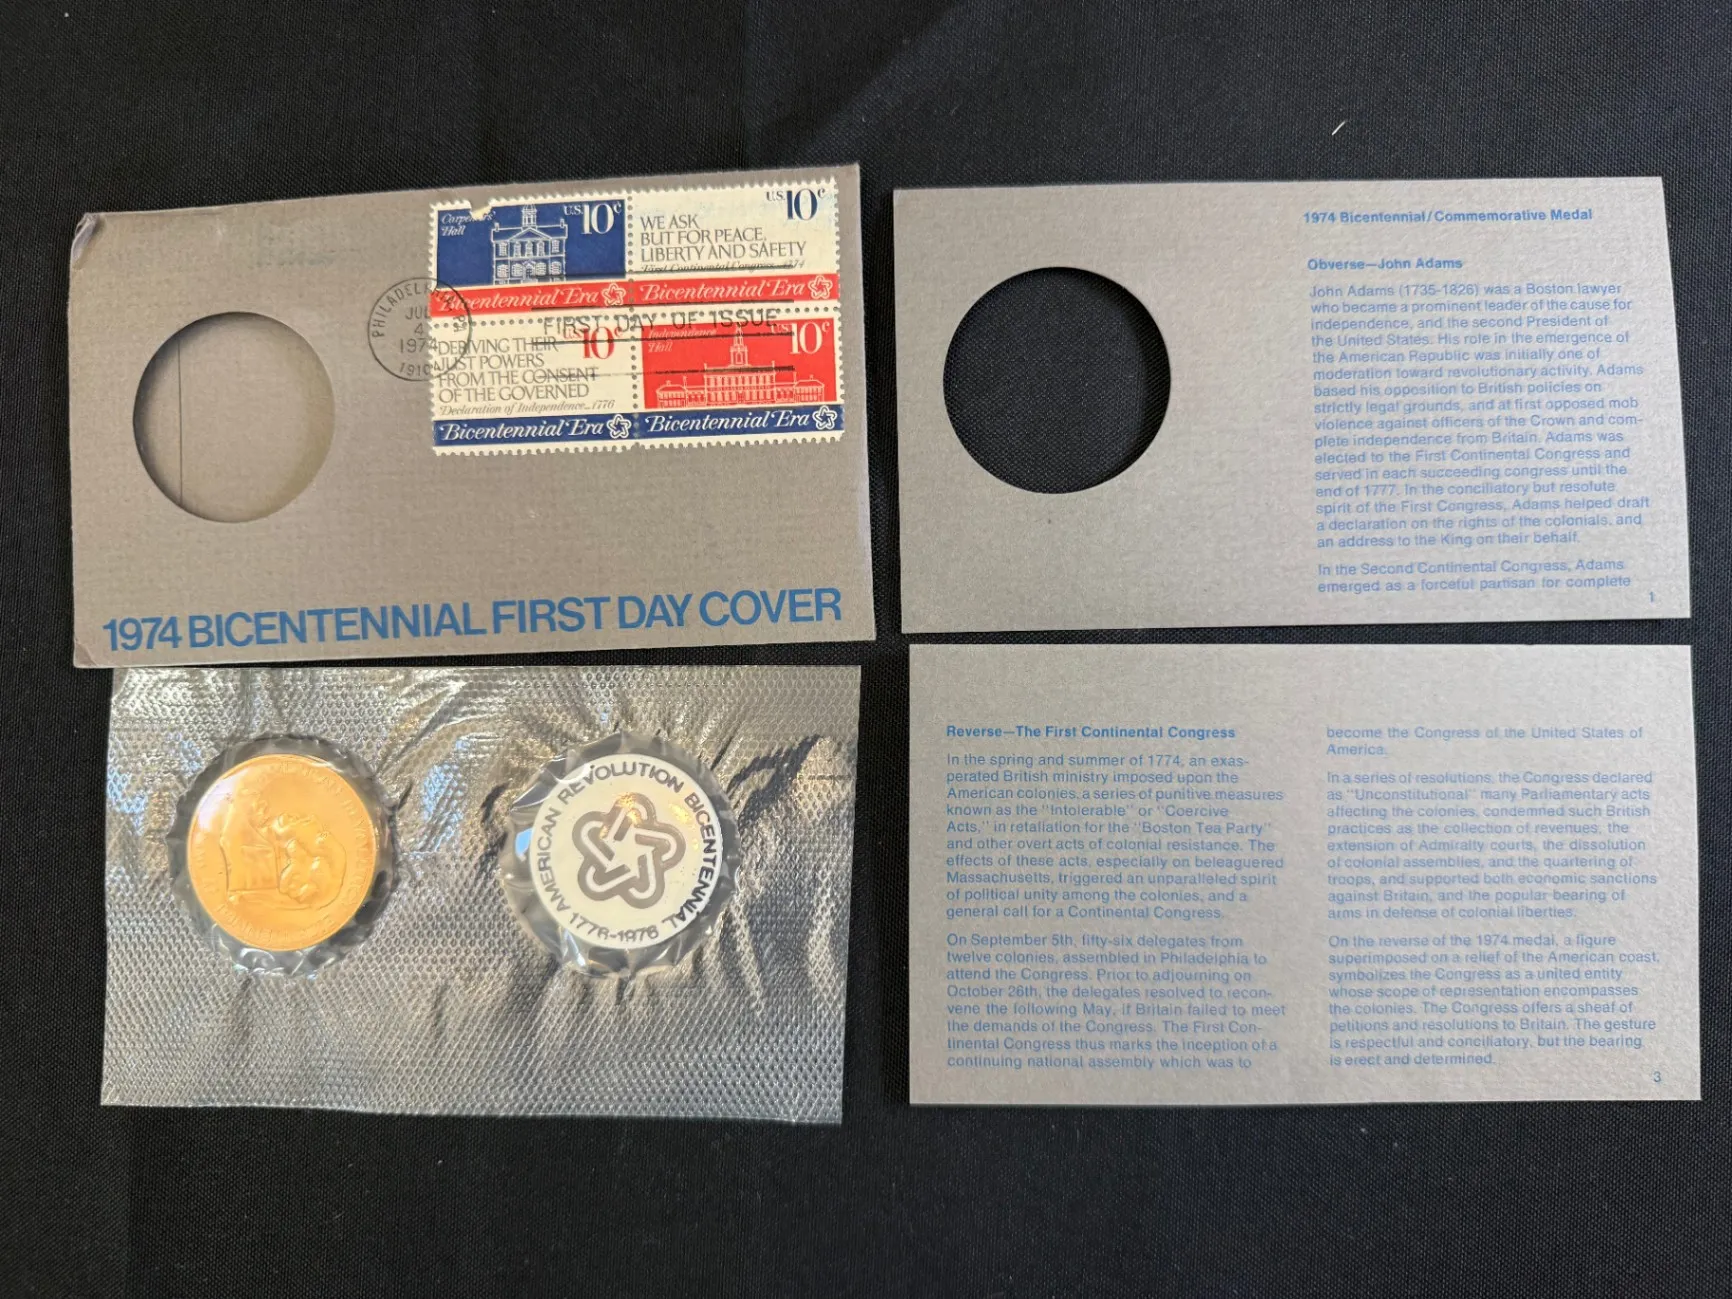 Carpenters'
Hall
U.S. 10c
U.S. 10c
WE ASK
BUT FOR PEACE,
LIBERTY AND SAFETY
First Continental Congress...1774
Bicentennial Era
Bicentennial Era
PHILADELPHIA, PA
JUL
4
1974
19104
FIRST DAY OF ISSUE
U.S. 10c
DERIVING THEIR
JUST POWERS
FROM THE CONSENT
OF THE GOVERNED
Declaration of Independence...1776
Independence
Hall
U.S. 10c
Bicentennial Era
Bicentennial Era
1974 BICENTENNIAL FIRST DAY COVER
AMERICAN REVOLUTION BICENTENNIAL
1776-1976
1974 Bicentennial/Commemorative Medal
Obverse—John Adams
John Adams (1735-1826) was a Boston lawyer
who became a prominent leader of the cause for
independence, and the second President of
the United States. His role in the emergence of
the American Republic was initially one of
moderation toward revolutionary activity. Adams
based his opposition to British policies on
strictly legal grounds, and at first opposed mob
violence against officers of the Crown and com-
plete independence from Britain. Adams was
elected to the First Continental Congress and
served in each succeeding congress until the
end of 1777. In the conciliatory but resolute
spirit of the First Congress, Adams helped draft
a declaration on the rights of the colonials, and
an address to the King on their behalf.
In the Second Continental Congress, Adams
emerged as a forceful partisan for complete
1
Reverse—The First Continental Congress
In the spring and summer of 1774, an exas-
perated British ministry imposed upon the
American colonies, a series of punitive measures
known as the "Intolerable" or "Coercive
Acts," in retaliation for the "Boston Tea Party"
and other overt acts of colonial resistance. The
effects of these acts, especially on beleaguered
Massachusetts, triggered an unparalleled spirit
of political unity among the colonies, and a
general call for a Continental Congress.
On September 5th, fifty-six delegates from
twelve colonies, assembled in Philadelphia to
attend the Congress. Prior to adjourning on
October 26th, the delegates resolved to recon-
vene the following May, if Britain failed to meet
the demands of the Congress. The First Con-
tinental Congress thus marks the inception of a
continuing national assembly which was to
become the Congress of the United States of
America.
In a series of resolutions, the Congress declared
as "Unconstitutional" many Parliamentary acts
affecting the colonies, condemned such British
practices as the collection of revenues, the
extension of Admiralty courts, the dissolution
of colonial assemblies, and the quartering of
troops, and supported both economic sanctions
against Britain, and the popular bearing of
arms in defense of colonial liberties.
On the reverse of the 1974 medal, a figure
superimposed on a relief of the American coast,
symbolizes the Congress as a united entity
whose scope of representation encompasses
the colonies. The Congress offers a sheaf of
petitions and resolutions to Britain. The gesture
is respectful and conciliatory, but the bearing
is erect and determined.
3